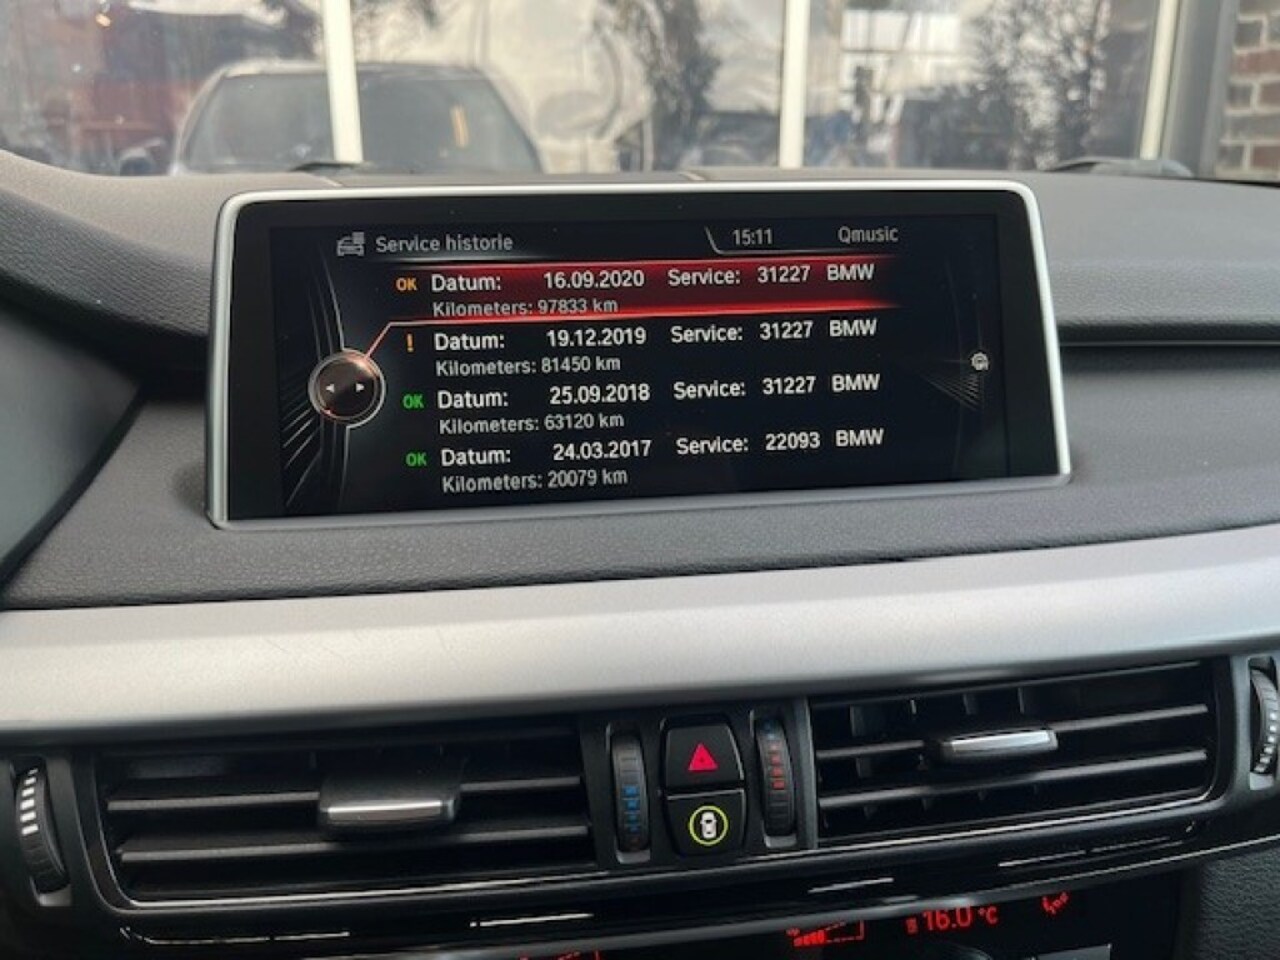 Service historie 15:11 Qmusic
OK Datum: 16.09.2020 Service: 31227 BMW
Kilometers: 97833 km
! Datum: 19.12.2019 Service: 31227 BMW
Kilometers: 81450 km
OK Datum: 25.09.2018 Service: 31227 BMW
Kilometers: 63120 km
OK Datum: 24.03.2017 Service: 22093 BMW
Kilometers: 20079 km
16.0 °C